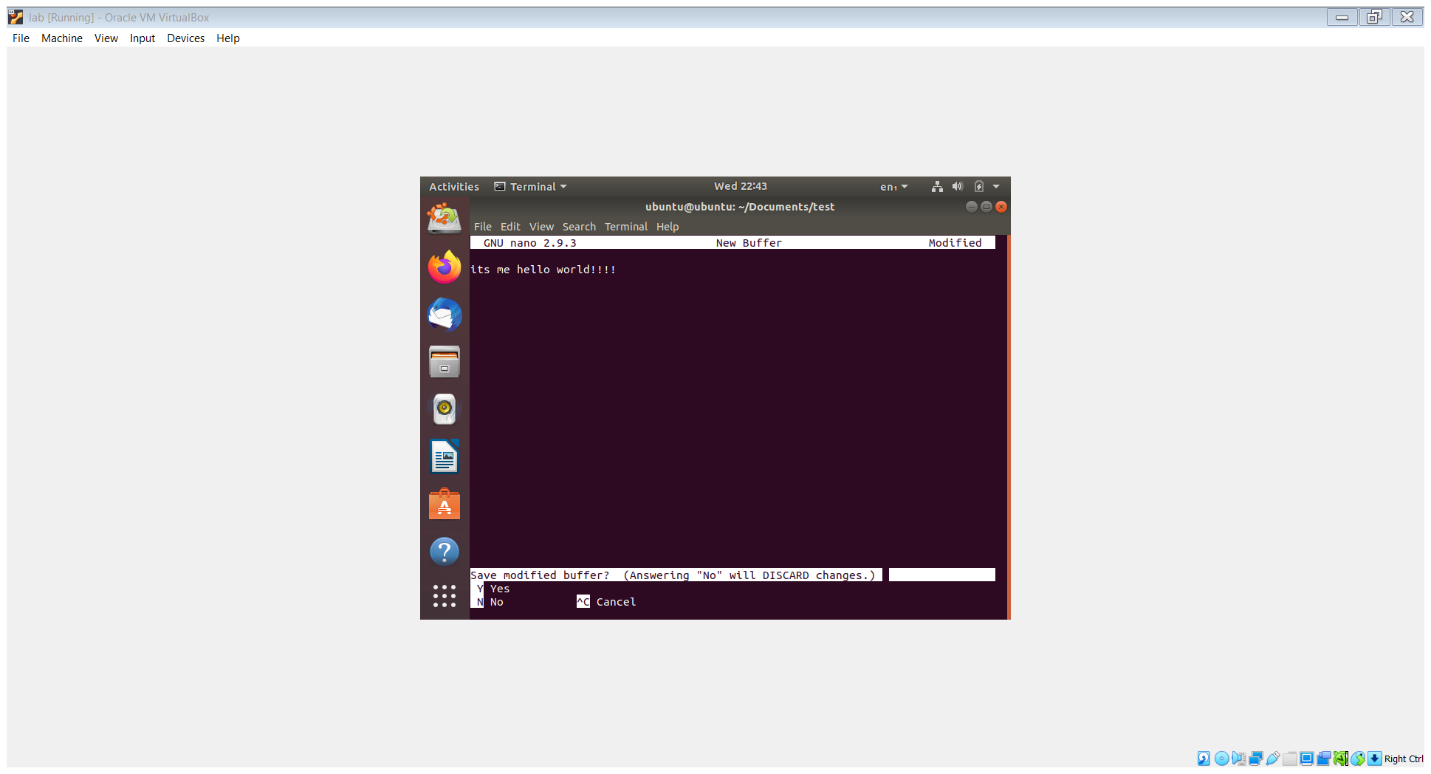 lab [Running] - Oracle VM VirtualBox
File Machine View Input Devices Help
Activities Terminal Wed 22:43 en₁
ubuntu@ubuntu: ~/Documents/test
File Edit View Search Terminal Help
GNU nano 2.9.3 New Buffer Modified
its me hello world!!!!
Save modified buffer? (Answering "No" will DISCARD changes.)
Y Yes
N No ^C Cancel
Right Ctrl